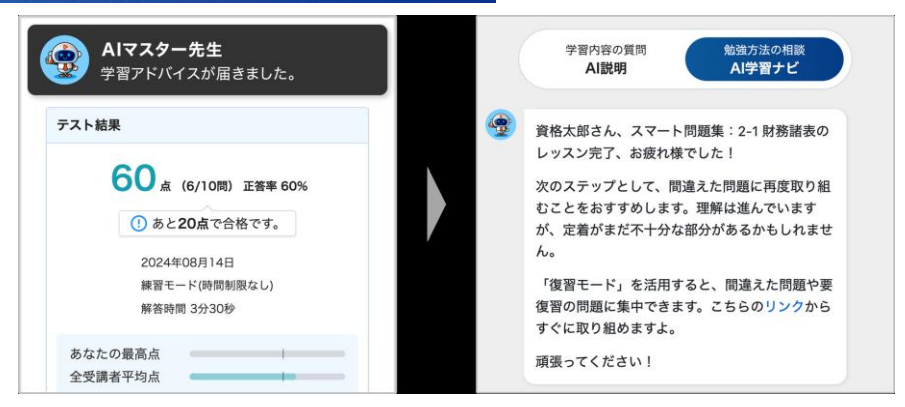 AIマスター先生
学習アドバイスが届きました。
テスト結果
60点 (6/10問) 正答率 60%
あと20点で合格です。
2024年08月14日
練習モード(時間制限なし)
解答時間 3分30秒
あなたの最高点
全受講者平均点
学習内容の質問
AI説明
勉強方法の相談
AI学習ナビ
資格太郎さん、スマート問題集：2-1 財務諸表の
レッスン完了、お疲れ様でした！
次のステップとして、間違えた問題に再度取り組
むことをおすすめします。理解は進んでいます
が、定着がまだ不十分な部分があるかもしれませ
ん。
「復習モード」を活用すると、間違えた問題や要
復習の問題に集中できます。こちらのリンクから
すぐに取り組めますよ。
頑張ってください！